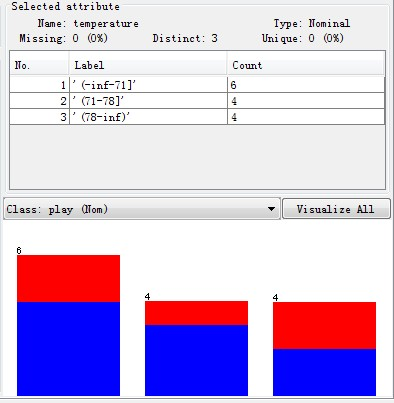 Selected attribute
Name: temperature Type: Nominal
Missing: 0 (0%) Distinct: 3 Unique: 0 (0%)
No. Label Count
1 '(-inf-71]' 6
2 '(71-78]' 4
3 '(78-inf)' 4
Class: play (Nom) Visualize All
6
4
4